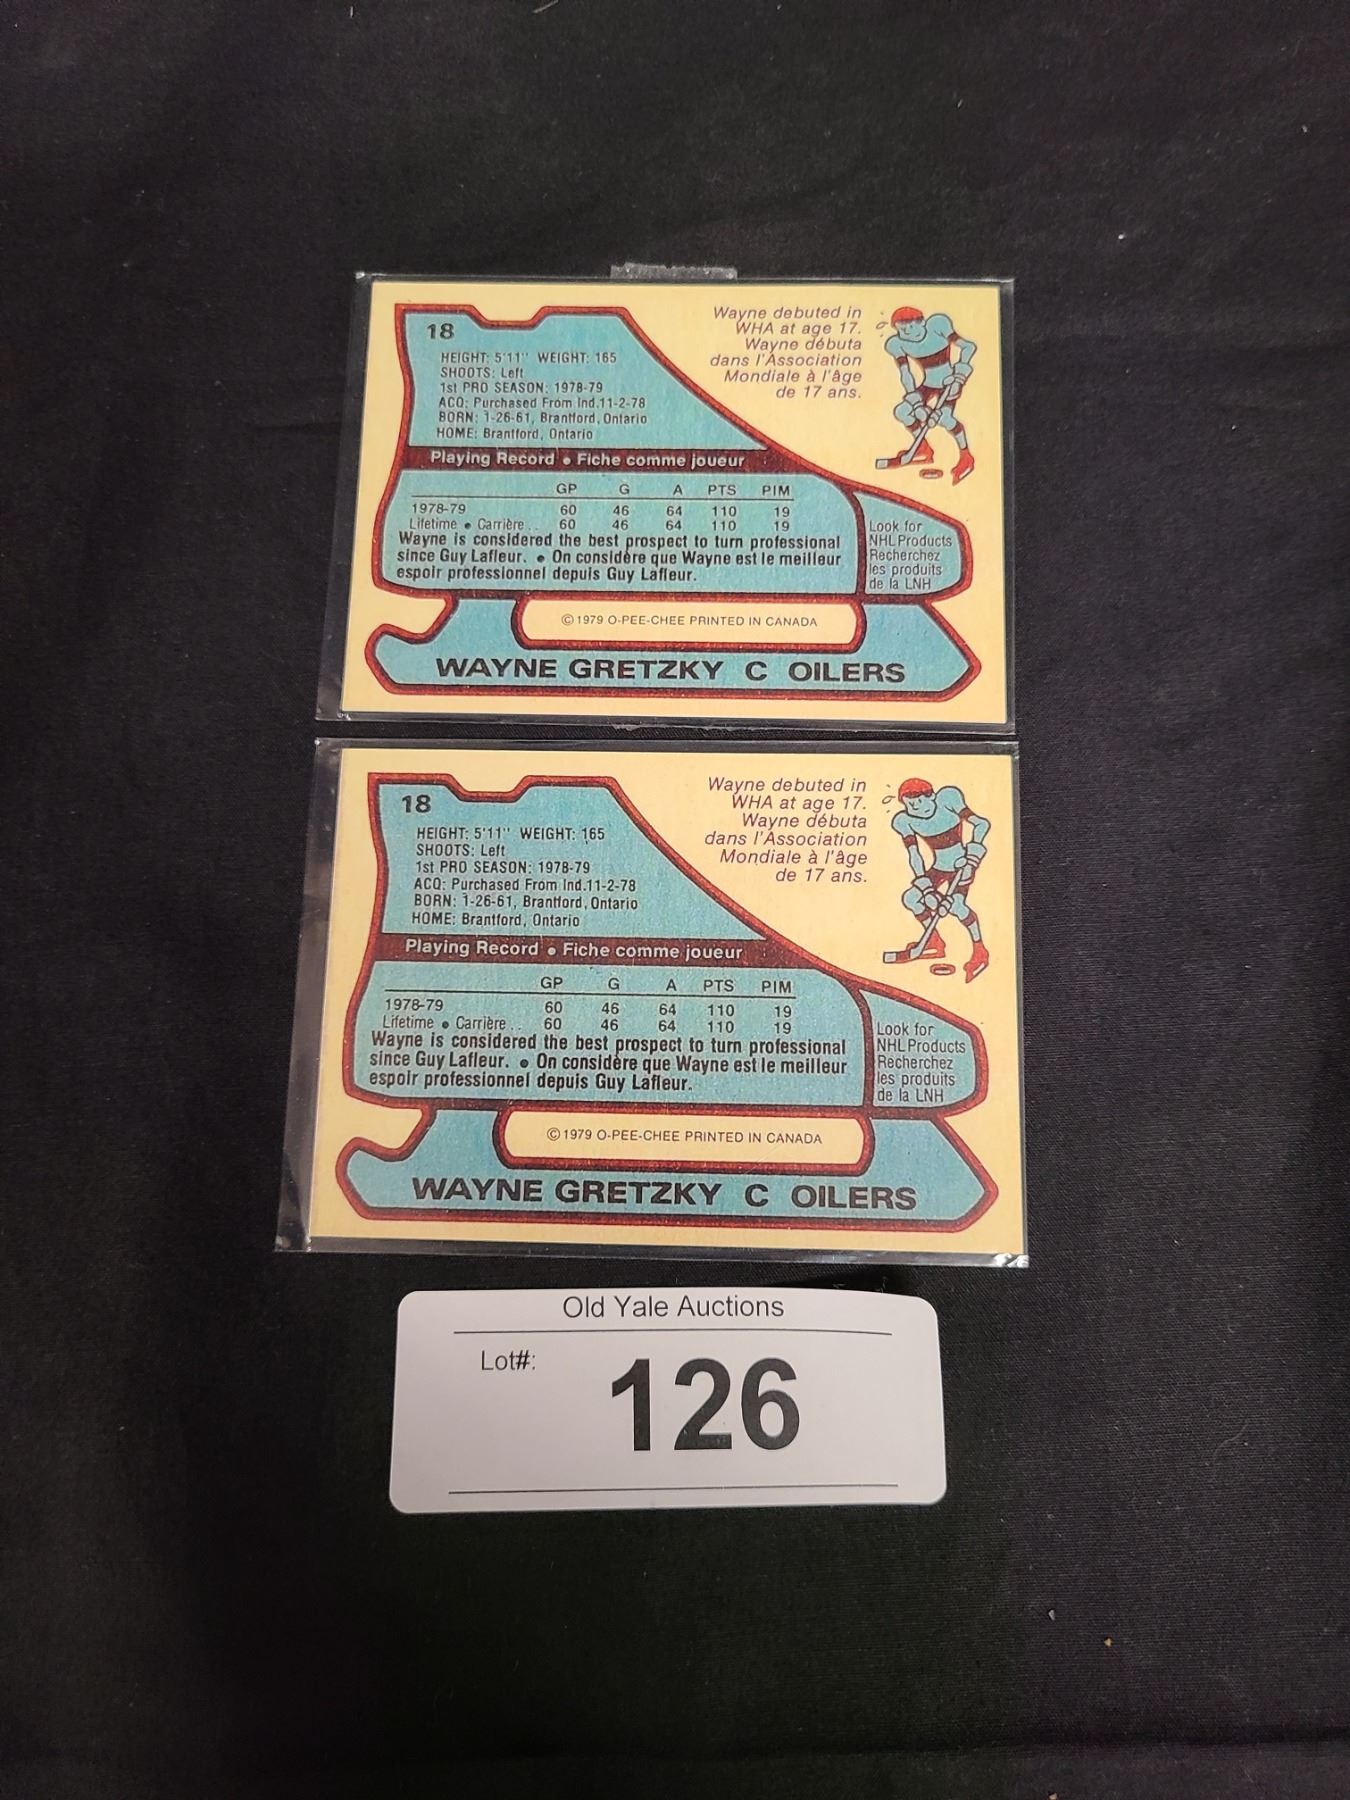 18
Wayne debuted in
WHA at age 17.
Wayne débuta
dans l'Association
Mondiale à l'âge
de 17 ans.
HEIGHT: 5'11" WEIGHT: 165
SHOOTS: Left
1st PRO SEASON: 1978-79
ACQ: Purchased From Ind.11-2-78
BORN: 1-26-61, Brantford, Ontario
HOME: Brantford, Ontario
Playing Record • Fiche comme joueur
GP G A PTS PIM
1978-79 60 46 64 110 19
Lifetime • Carrière .. 60 46 64 110 19
Wayne is considered the best prospect to turn professional
since Guy Lafleur. • On considère que Wayne est le meilleur
espoir professionnel depuis Guy Lafleur.
Look for
NHL Products
Recherchez
les produits
de la LNH
©1979 O-PEE-CHEE PRINTED IN CANADA
WAYNE GRETZKY C OILERS
18
Wayne debuted in
WHA at age 17.
Wayne débuta
dans l'Association
Mondiale à l'âge
de 17 ans.
HEIGHT: 5'11" WEIGHT: 165
SHOOTS: Left
1st PRO SEASON: 1978-79
ACQ: Purchased From Ind.11-2-78
BORN: 1-26-61, Brantford, Ontario
HOME: Brantford, Ontario
Playing Record • Fiche comme joueur
GP G A PTS PIM
1978-79 60 46 64 110 19
Lifetime • Carrière .. 60 46 64 110 19
Wayne is considered the best prospect to turn professional
since Guy Lafleur. • On considère que Wayne est le meilleur
espoir professionnel depuis Guy Lafleur.
Look for
NHL Products
Recherchez
les produits
de la LNH
©1979 O-PEE-CHEE PRINTED IN CANADA
WAYNE GRETZKY C OILERS
Old Yale Auctions
Lot#: 126